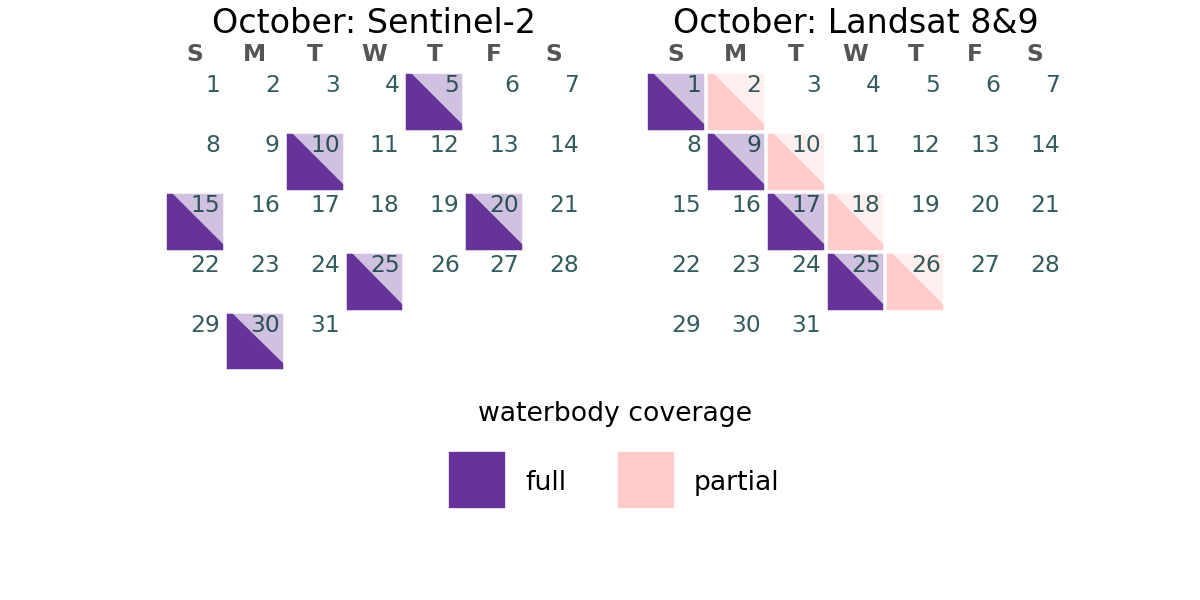 October: Sentinel-2
S M T W T F S
1 2 3 4 5 6 7
8 9 10 11 12 13 14
15 16 17 18 19 20 21
22 23 24 25 26 27 28
29 30 31
October: Landsat 8&9
S M T W T F S
1 2 3 4 5 6 7
8 9 10 11 12 13 14
15 16 17 18 19 20 21
22 23 24 25 26 27 28
29 30 31
waterbody coverage
full partial